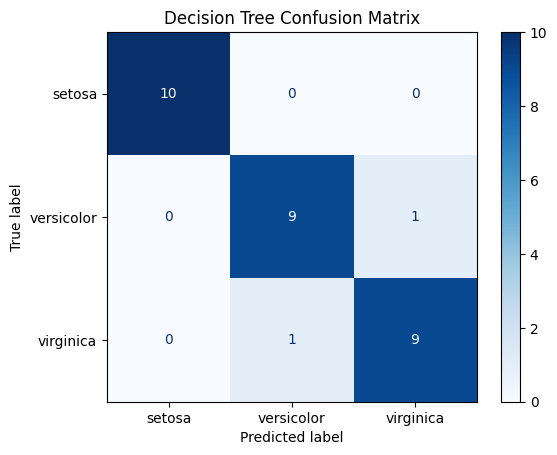 Decision Tree Confusion Matrix
10
setosa 10 0 0
8
6
versicolor 0 9 1
4
virginica 0 1 9
2
0
setosa versicolor virginica
Predicted label
True label